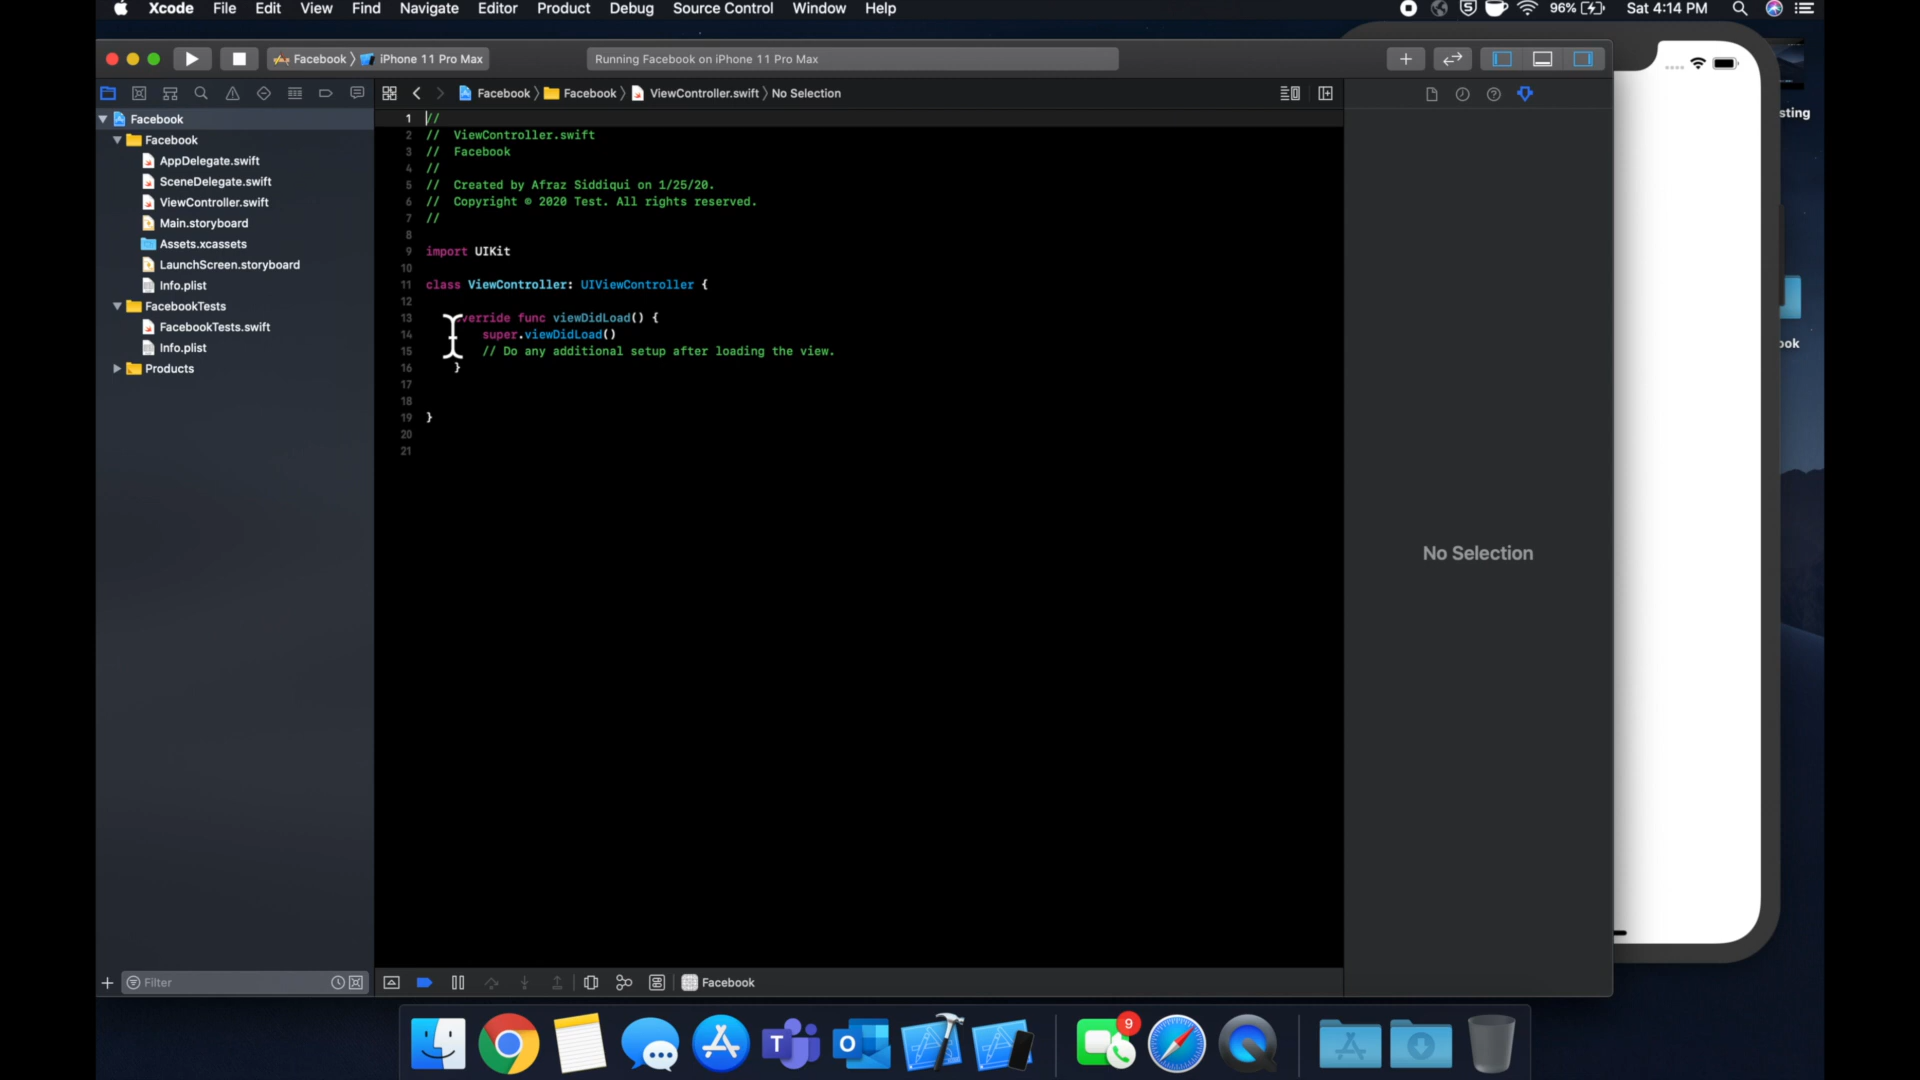 Xcode File Edit View Find Navigate Editor Product Debug Source Control Window Help
96% Sat 4:14 PM
Facebook iPhone 11 Pro Max
Running Facebook on iPhone 11 Pro Max
Facebook Facebook ViewController.swift No Selection
Facebook
Facebook
AppDelegate.swift
SceneDelegate.swift
ViewController.swift
Main.storyboard
Assets.xcassets
LaunchScreen.storyboard
Info.plist
FacebookTests
FacebookTests.swift
Info.plist
Products
1 //
2 // ViewController.swift
3 // Facebook
4 //
5 // Created by Afraz Siddiqui on 1/25/20.
6 // Copyright © 2020 Test. All rights reserved.
7 //
8
9 import UIKit
10
11 class ViewController: UIViewController {
12
13 override func viewDidLoad() {
14 super.viewDidLoad()
15 // Do any additional setup after loading the view.
16 }
17
18
19 }
20
21
No Selection
sting
ook
Filter
Facebook
T
O
9